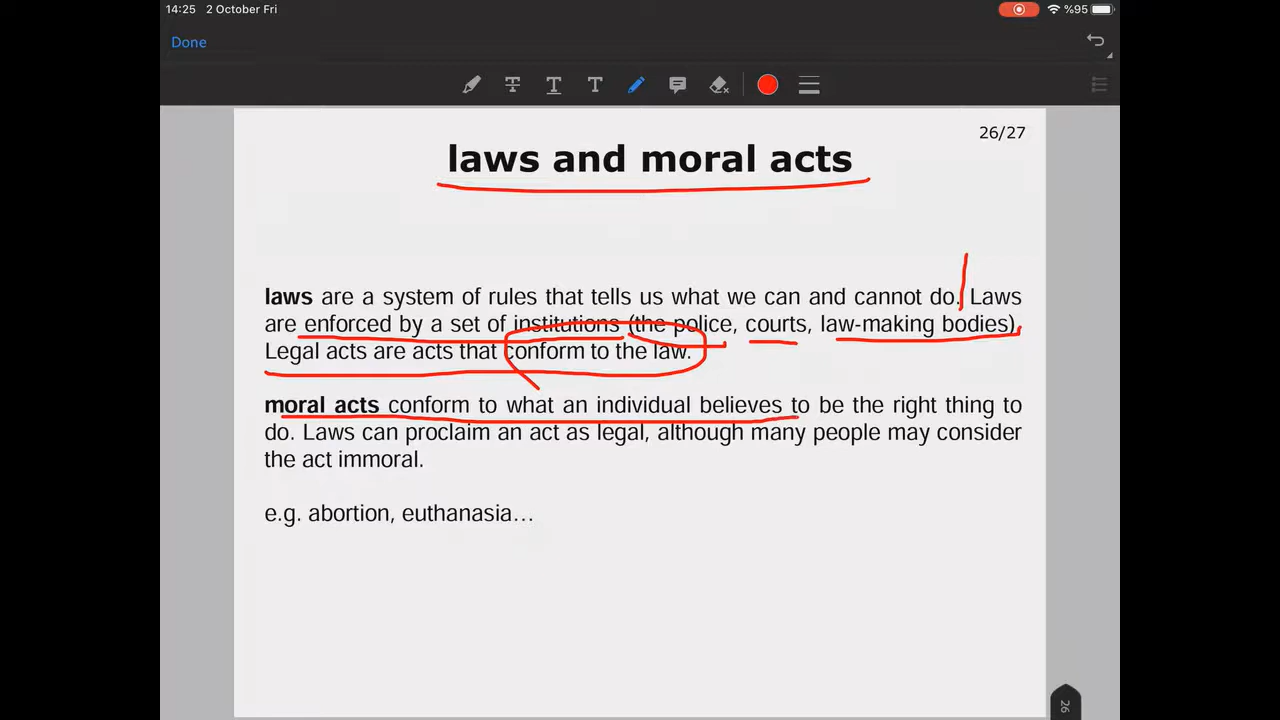 14:25 2 October Fri %95
Done
26/27
laws and moral acts
laws are a system of rules that tells us what we can and cannot do. Laws
are enforced by a set of institutions (the police, courts, law-making bodies).
Legal acts are acts that conform to the law.
moral acts conform to what an individual believes to be the right thing to
do. Laws can proclaim an act as legal, although many people may consider
the act immoral.
e.g. abortion, euthanasia…
26